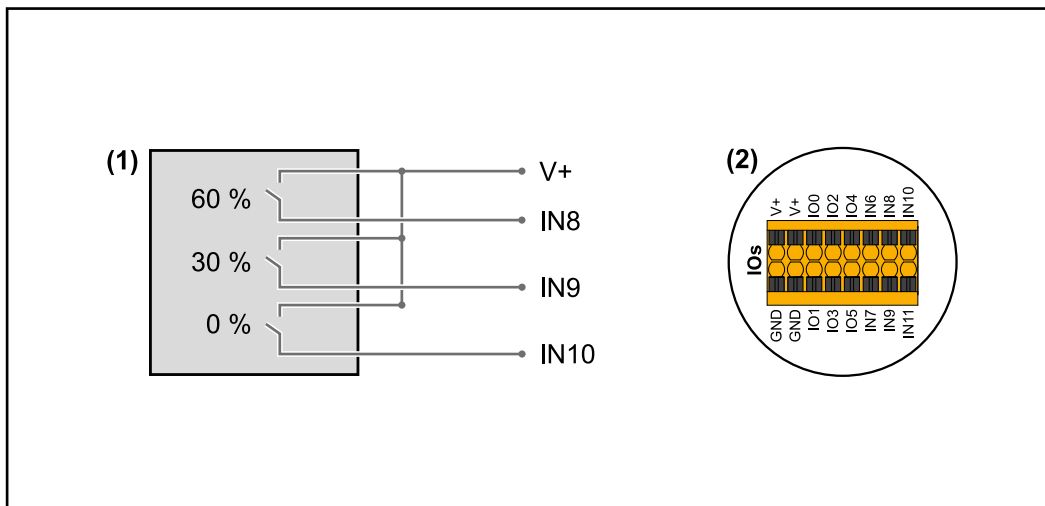 (1)
60 %
30 %
0 %
V+
IN8
IN9
IN10
(2)
V+ V+ IO0 IO2 IO4 IN6 IN8 IN10
IOs
GND GND IO1 IO3 IO5 IN7 IN9 IN11